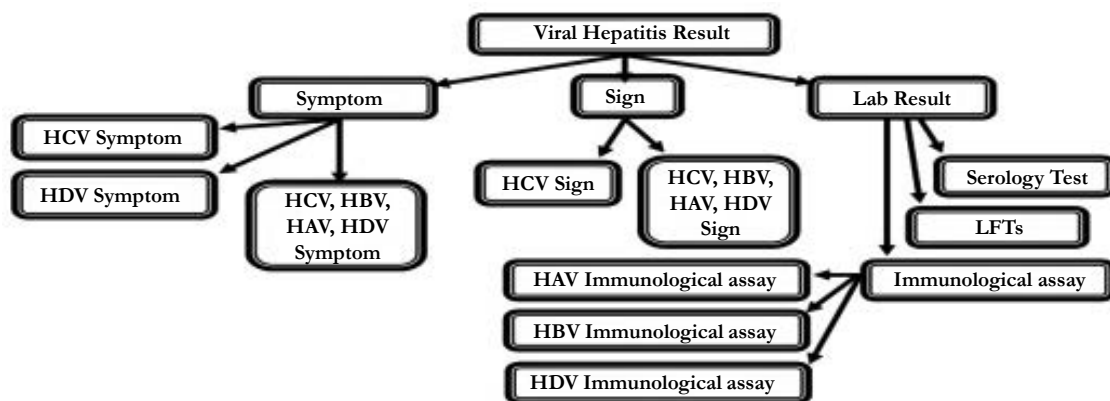 Viral Hepatitis Result
Symptom
Sign
Lab Result
HCV Symptom
HDV Symptom
HCV, HBV,
HAV, HDV
Symptom
HCV Sign
HCV, HBV,
HAV, HDV
Sign
Serology Test
LFTs
Immunological assay
HAV Immunological assay
HBV Immunological assay
HDV Immunological assay